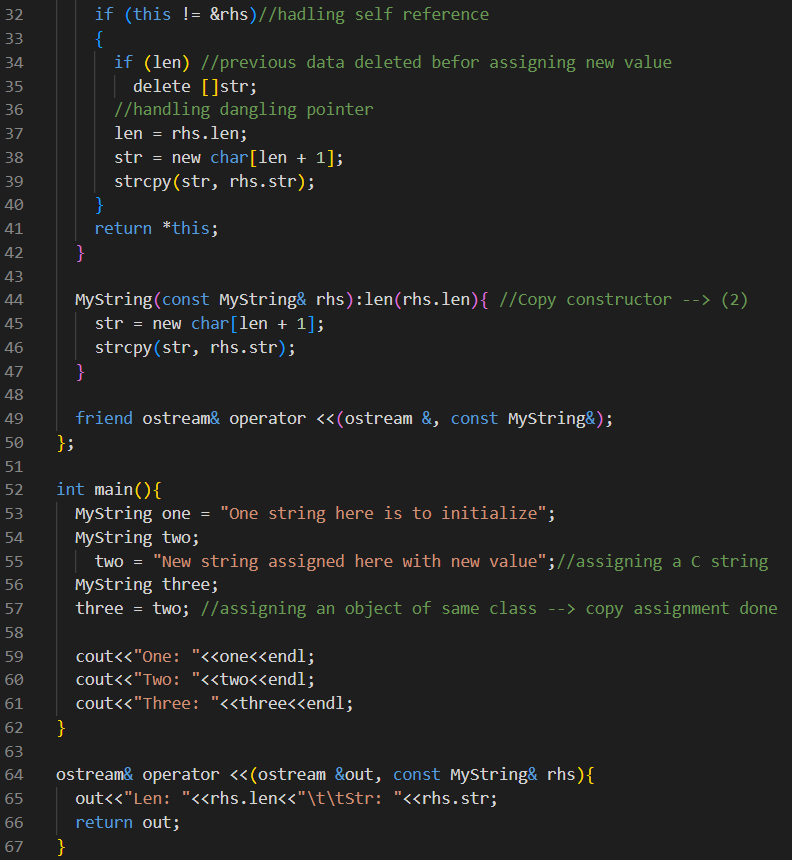 32 if (this != &rhs)//hadling self reference
33 {
34 if (len) //previous data deleted befor assigning new value
35 delete []str;
36 //handling dangling pointer
37 len = rhs.len;
38 str = new char[len + 1];
39 strcpy(str, rhs.str);
40 }
41 return *this;
42 }
43
44 MyString(const MyString& rhs):len(rhs.len){ //Copy constructor --> (2)
45 str = new char[len + 1];
46 strcpy(str, rhs.str);
47 }
48
49 friend ostream& operator <<(ostream &, const MyString&);
50 };
51
52 int main(){
53 MyString one = "One string here is to initialize";
54 MyString two;
55 two = "New string assigned here with new value";//assigning a C string
56 MyString three;
57 three = two; //assigning an object of same class --> copy assignment done
58
59 cout<<"One: "<<one<<endl;
60 cout<<"Two: "<<two<<endl;
61 cout<<"Three: "<<three<<endl;
62 }
63
64 ostream& operator <<(ostream &out, const MyString& rhs){
65 out<<"Len: "<<rhs.len<<"\t\tStr: "<<rhs.str;
66 return out;
67 }